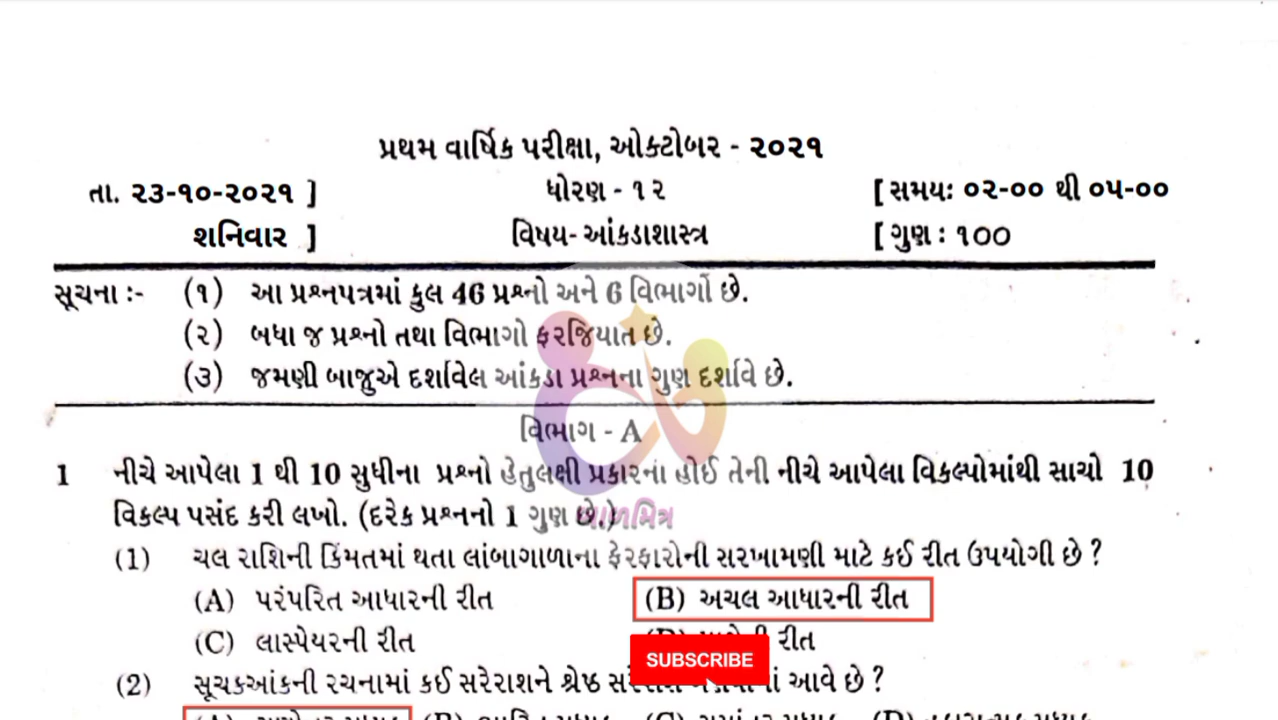 પ્રથમ વાર્ષિક પરીક્ષા, ઓક્ટોબર - ૨૦૨૧
તા. ૨૩-૧૦-૨૦૨૧ ] ધોરણ - ૧૨ [ સમયઃ ૦૨-૦૦ થી ૦૫-૦૦
શનિવાર ] વિષય- આંકડાશાસ્ત્ર [ ગુણ : ૧૦૦
સૂચના :- (૧) આ પ્રશ્નપત્રમાં કુલ 46 પ્રશ્નો અને 6 વિભાગો છે.
(૨) બધા જ પ્રશ્નો તથા વિભાગો ફરજિયાત છે.
(૩) જમણી બાજુએ દર્શાવેલ આંકડા પ્રશ્નના ગુણ દર્શાવે છે.
વિભાગ - A
1 નીચે આપેલા 1 થી 10 સુધીના પ્રશ્નો હેતુલક્ષી પ્રકારનાં હોઈ તેની નીચે આપેલા વિકલ્પોમાંથી સાચો 10
વિકલ્પ પસંદ કરી લખો. (દરેક પ્રશ્નનો 1 ગુણ છે.)
બાળમિત્ર
(1) ચલ રાશિની કિંમતમાં થતા લાંબાગાળાના ફેરફારોની સરખામણી માટે કઈ રીત ઉપયોગી છે ?
(A) પરંપરિત આધારની રીત (B) અચલ આધારની રીત
(C) લાસ્પેયરની રીત રીત
SUBSCRIBE
(2) સૂચકઆંકની રચનામાં કઈ સરેરાશને શ્રેષ્ઠ આવે છે ?